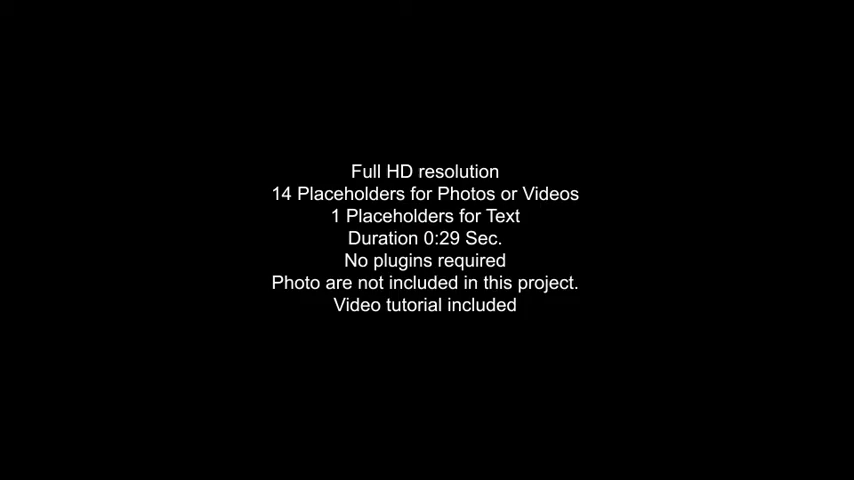 Full HD resolution
14 Placeholders for Photos or Videos
1 Placeholders for Text
Duration 0:29 Sec.
No plugins required
Photo are not included in this project.
Video tutorial included